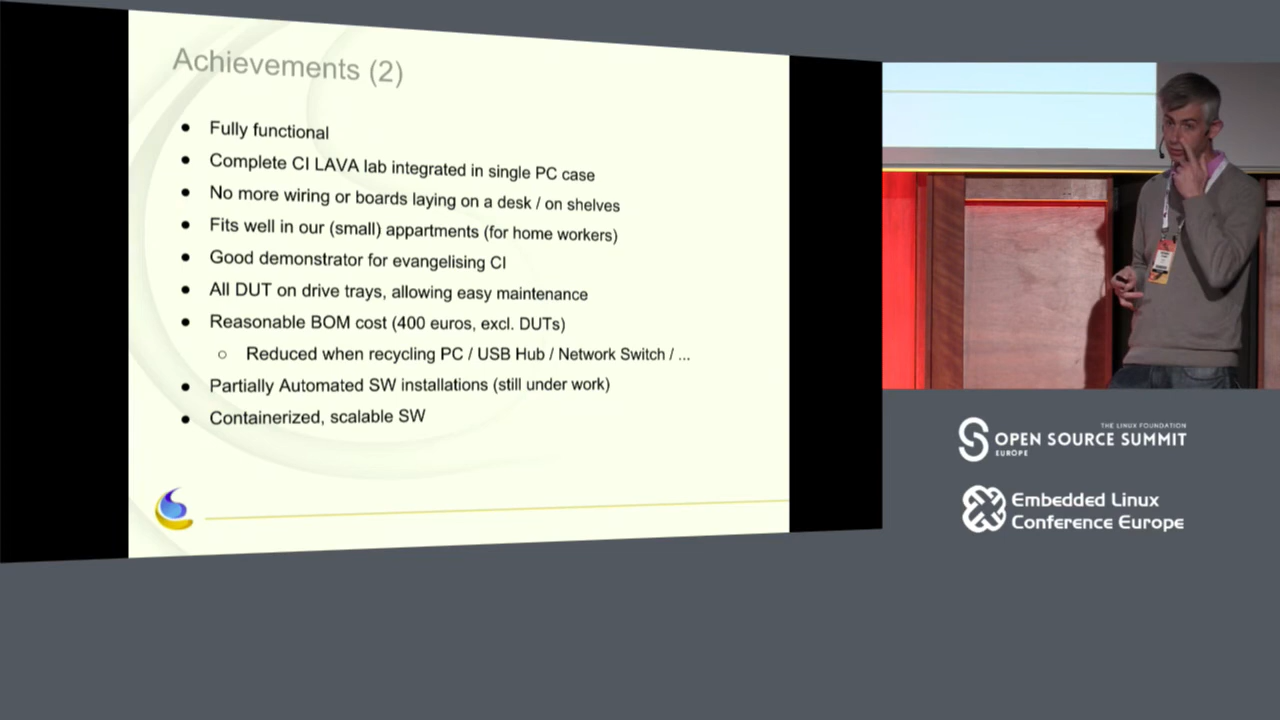 Achievements (2)
● Fully functional
● Complete CI LAVA lab integrated in single PC case
● No more wiring or boards laying on a desk / on shelves
● Fits well in our (small) appartments (for home workers)
● Good demonstrator for evangelising CI
● All DUT on drive trays, allowing easy maintenance
● Reasonable BOM cost (400 euros, excl. DUTs)
○ Reduced when recycling PC / USB Hub / Network Switch / ...
● Partially Automated SW installations (still under work)
● Containerized, scalable SW
THE LINUX FOUNDATION
OPEN SOURCE SUMMIT
EUROPE
Embedded Linux
Conference Europe